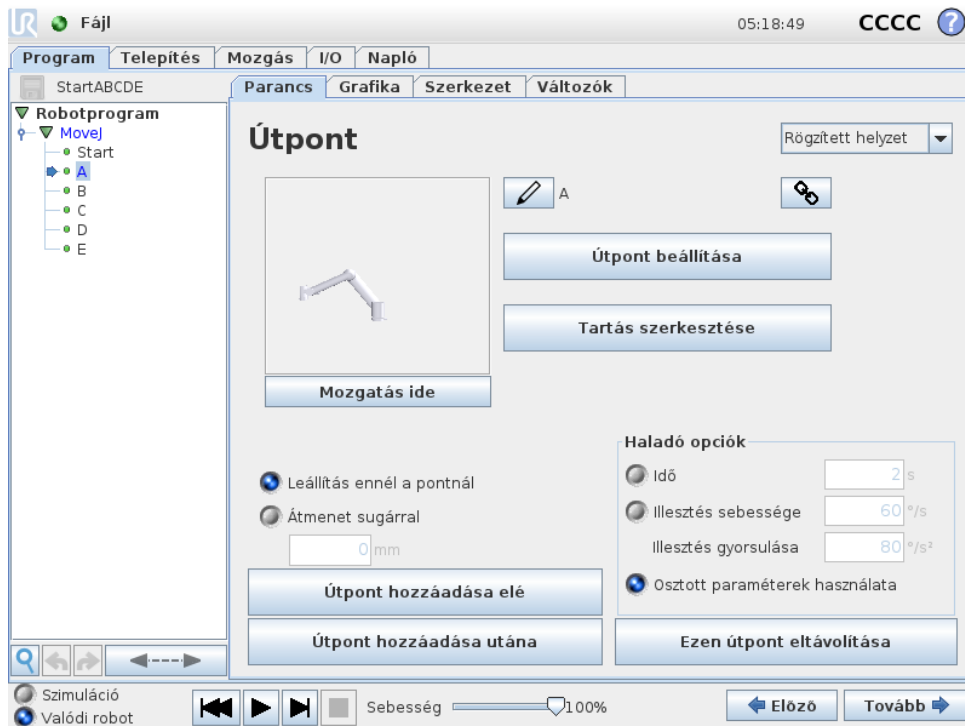 UR Fájl 05:18:49 CCCC ?
Program Telepítés Mozgás I/O Napló
StartABCDE
Parancs Grafika Szerkezet Változók
Robotprogram
MoveJ
Start
A
B
C
D
E
Útpont
Rögzített helyzet
A
Útpont beállítása
Tartás szerkesztése
Mozgatás ide
Leállítás ennél a pontnál
Átmenet sugárral
0 mm
Haladó opciók
Idő 2 s
Illesztés sebessége 60 °/s
Illesztés gyorsulása 80 °/s²
Osztott paraméterek használata
Útpont hozzáadása elé
Útpont hozzáadása utána
Ezen útpont eltávolítása
Szimuláció
Valódi robot
Sebesség 100%
Előző
Tovább